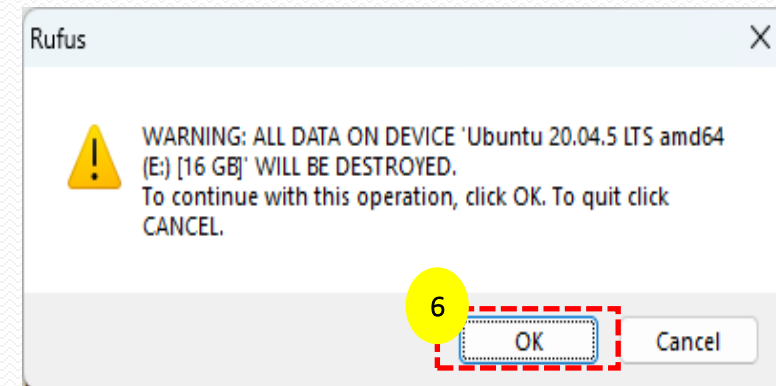 Rufus
WARNING: ALL DATA ON DEVICE 'Ubuntu 20.04.5 LTS amd64
(E:) [16 GB]' WILL BE DESTROYED.
To continue with this operation, click OK. To quit click
CANCEL.
6
OK Cancel